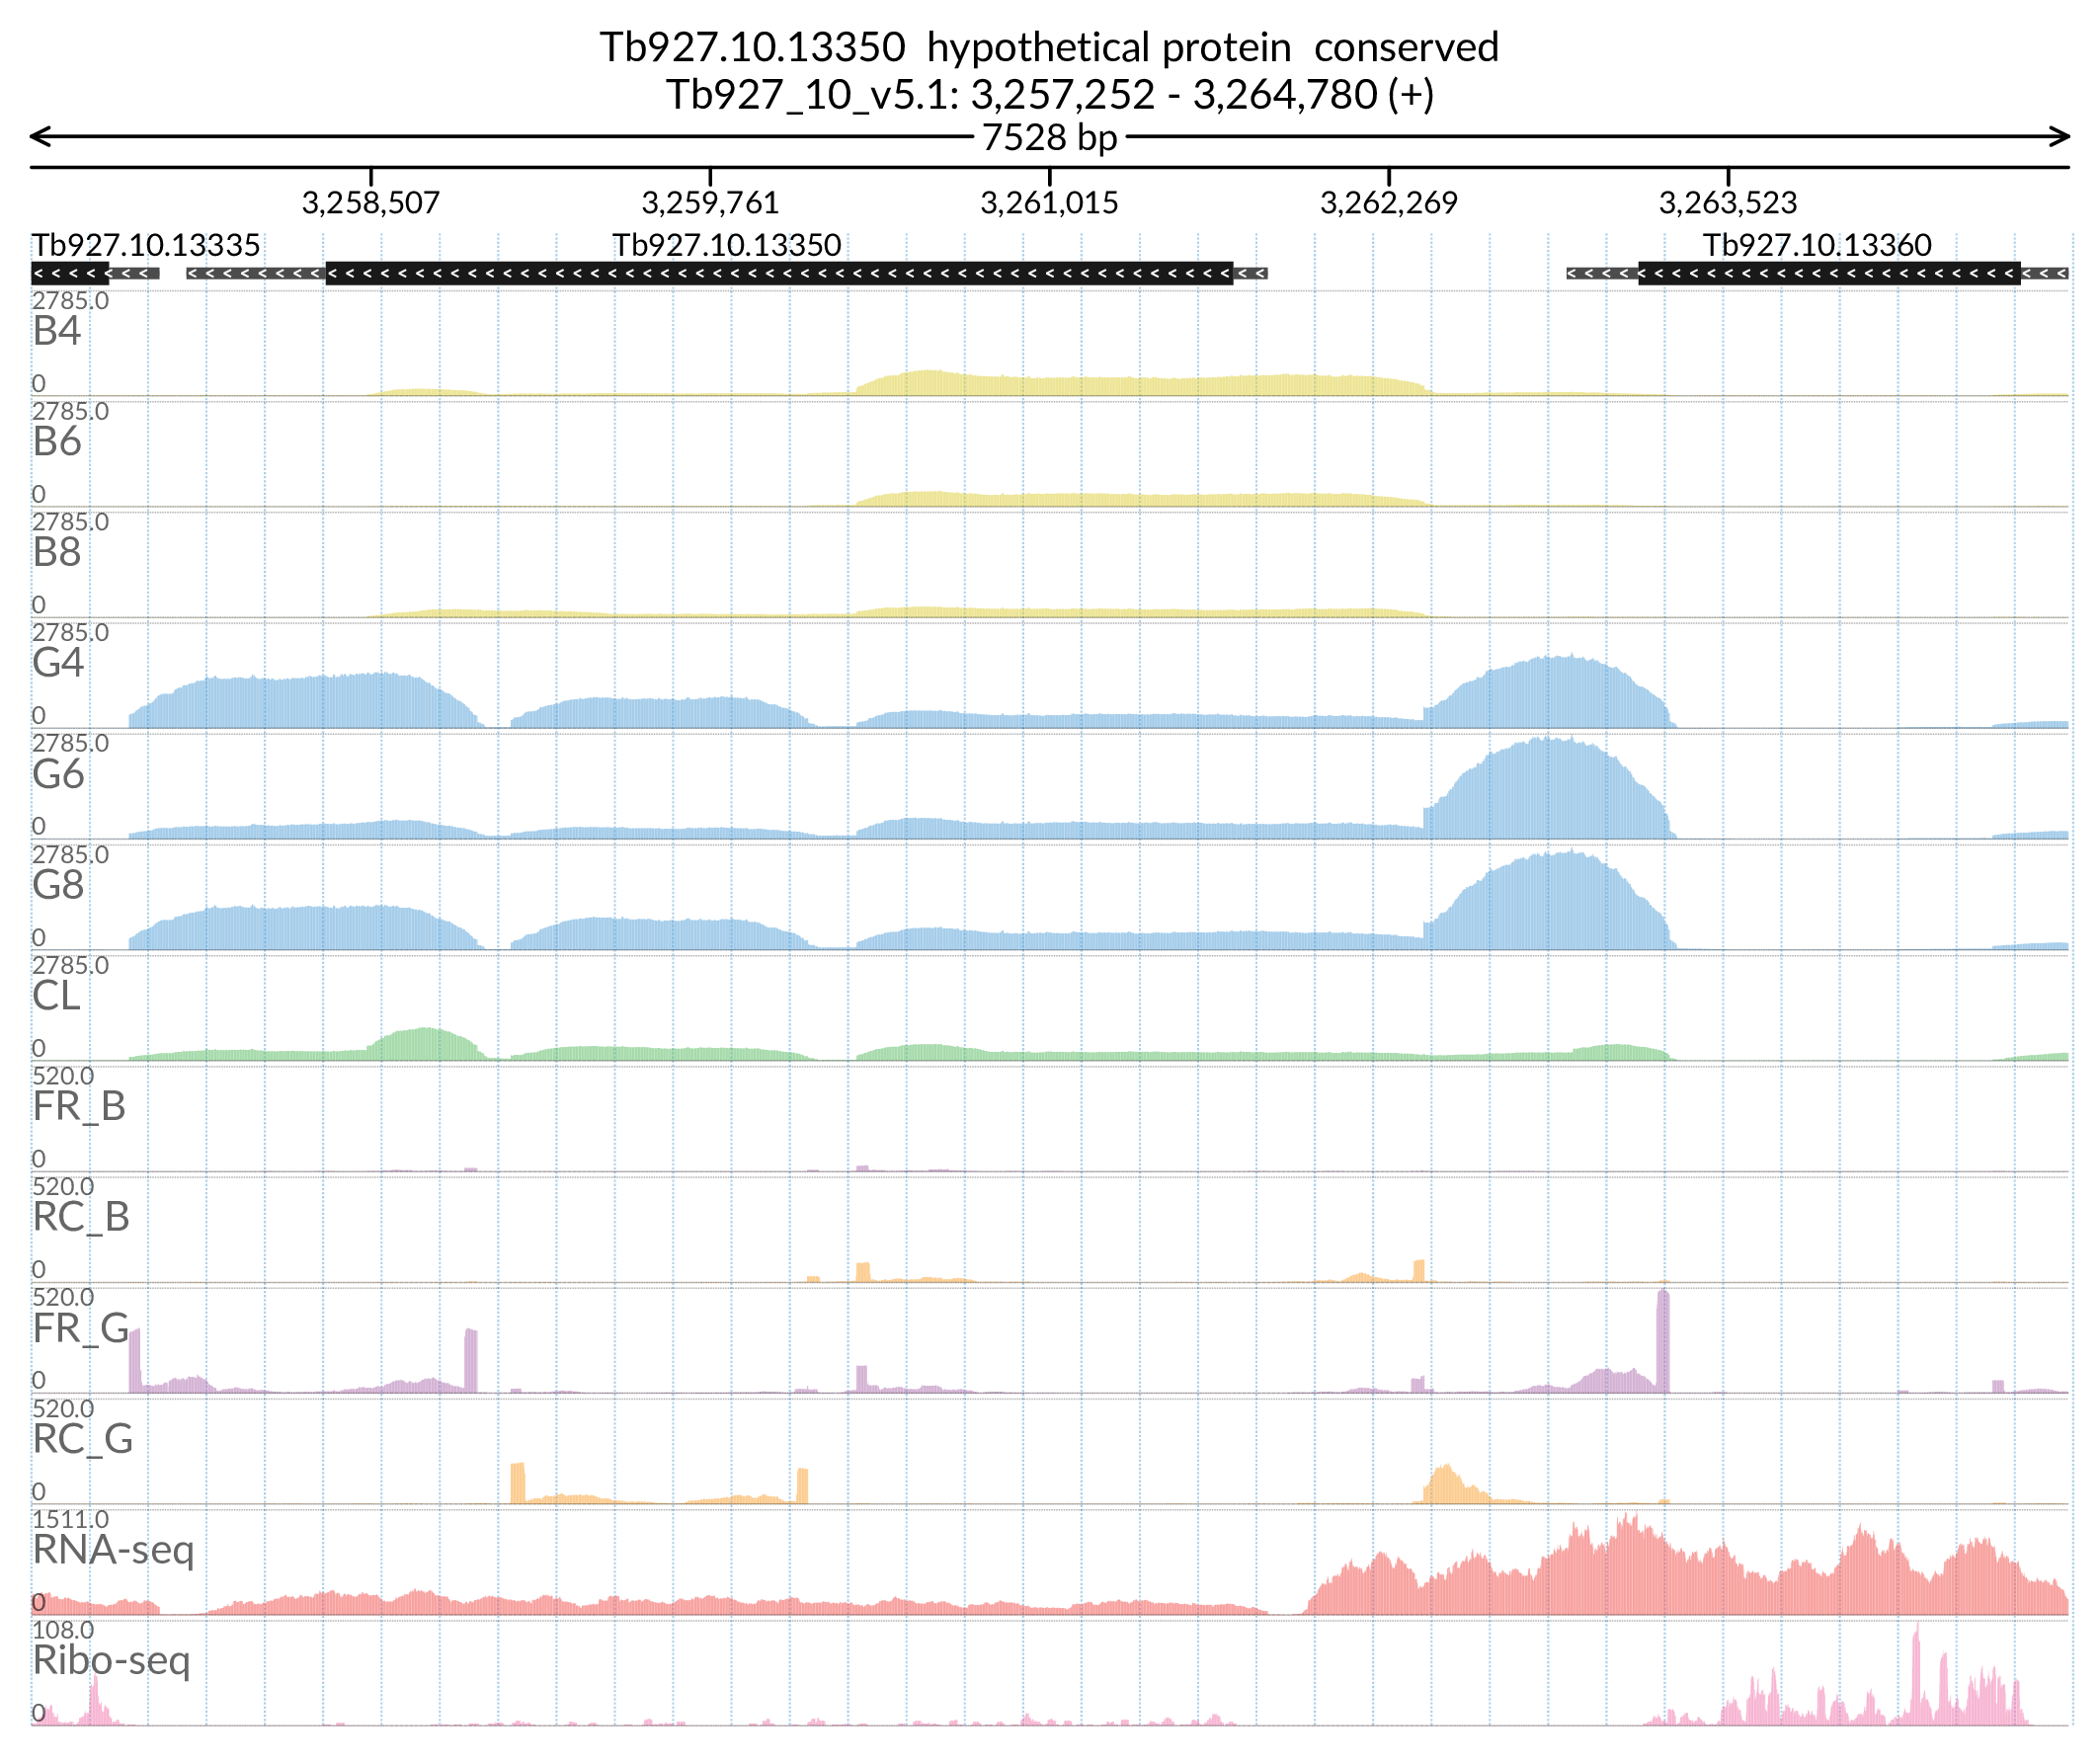 Tb927.10.13350  hypothetical protein  conserved
Tb927_10_v5.1: 3,257,252 - 3,264,780 (+)
7528 bp
3,258,507 3,259,761 3,261,015 3,262,269 3,263,523
Tb927.10.13335 Tb927.10.13350 Tb927.10.13360
2785.0
B4
0
2785.0
B6
0
2785.0
B8
0
2785.0
G4
0
2785.0
G6
0
2785.0
G8
0
2785.0
CL
0
520.0
FR_B
0
520.0
RC_B
0
520.0
FR_G
0
520.0
RC_G
0
1511.0
RNA-seq
0
108.0
Ribo-seq
0